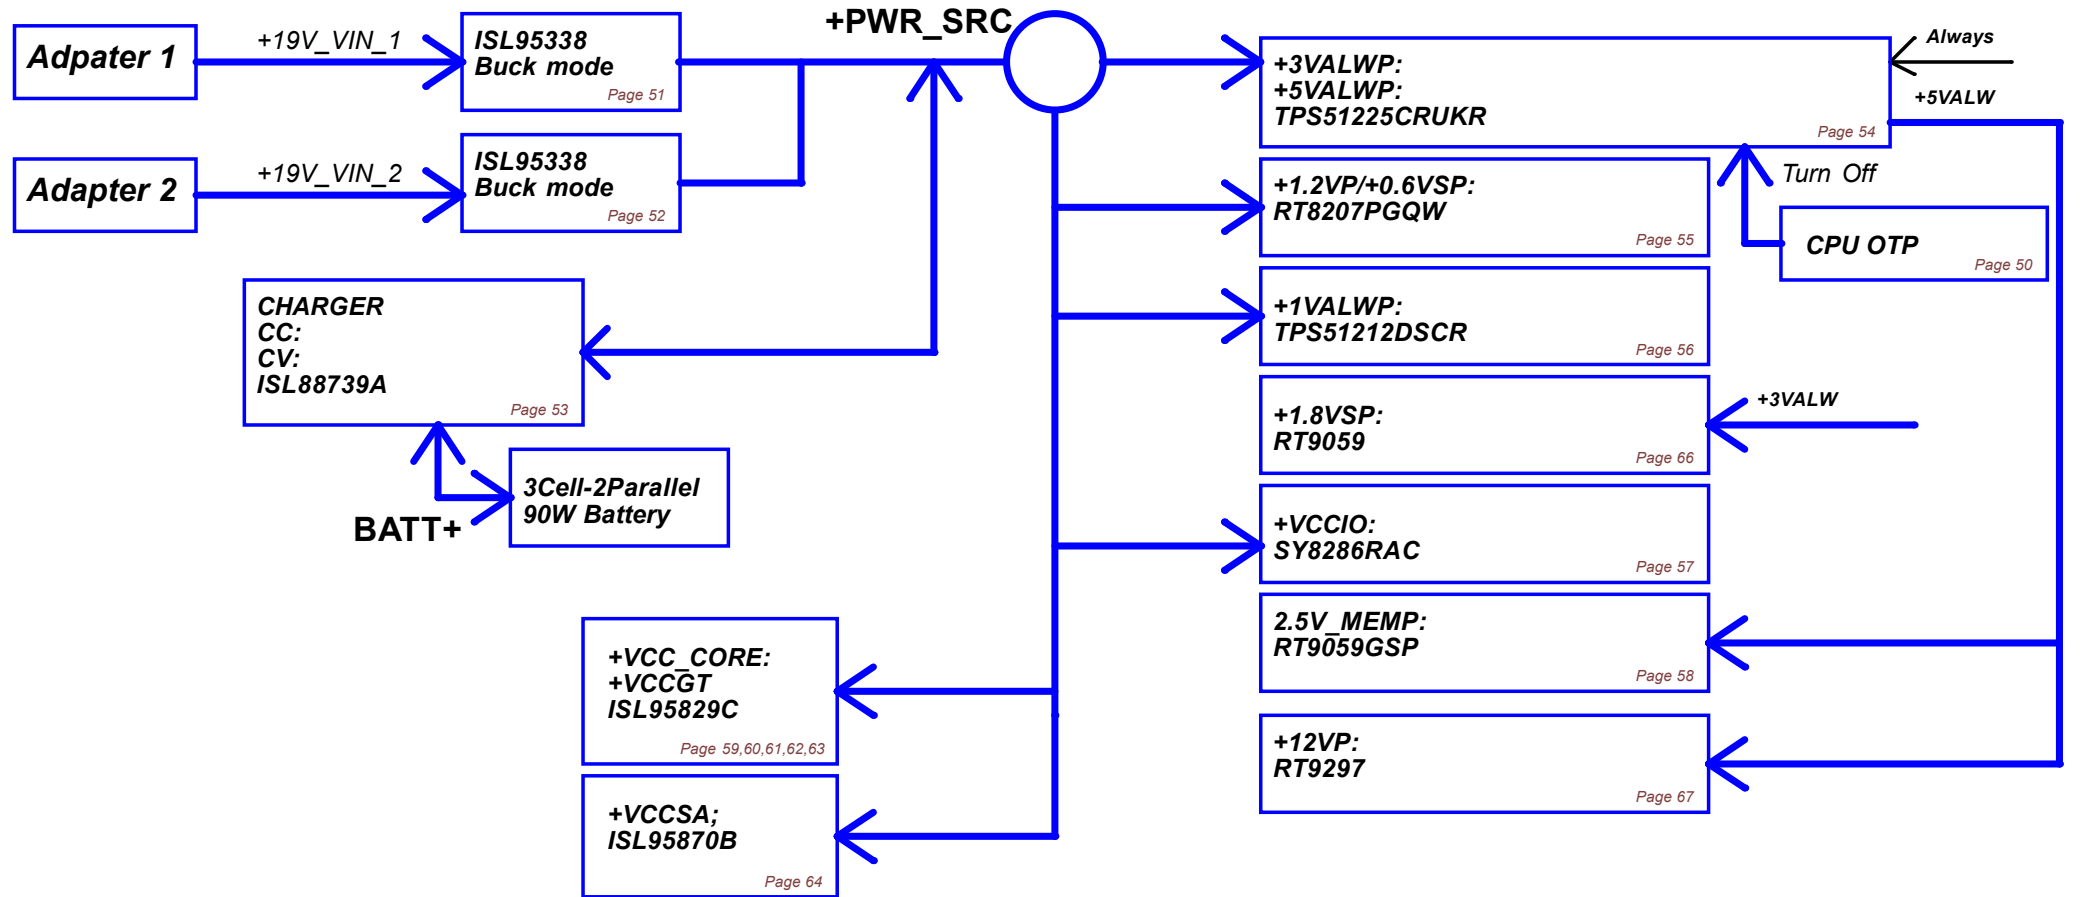 +PWR_SRC
Adpater 1
+19V_VIN_1
ISL95338
Buck mode
Page 51
Adapter 2
+19V_VIN_2
ISL95338
Buck mode
Page 52
CHARGER
CC:
CV:
ISL88739A
Page 53
BATT+
3Cell-2Parallel
90W Battery
+VCC_CORE:
+VCCGT
ISL95829C
Page 59,60,61,62,63
+VCCSA;
ISL95870B
Page 64
+3VALWP:
+5VALWP:
TPS51225CRUKR
Page 54
Always
+5VALW
Turn Off
CPU OTP
Page 50
+1.2VP/+0.6VSP:
RT8207PGQW
Page 55
+1VALWP:
TPS51212DSCR
Page 56
+1.8VSP:
RT9059
Page 66
+3VALW
+VCCIO:
SY8286RAC
Page 57
2.5V_MEMP:
RT9059GSP
Page 58
+12VP:
RT9297
Page 67